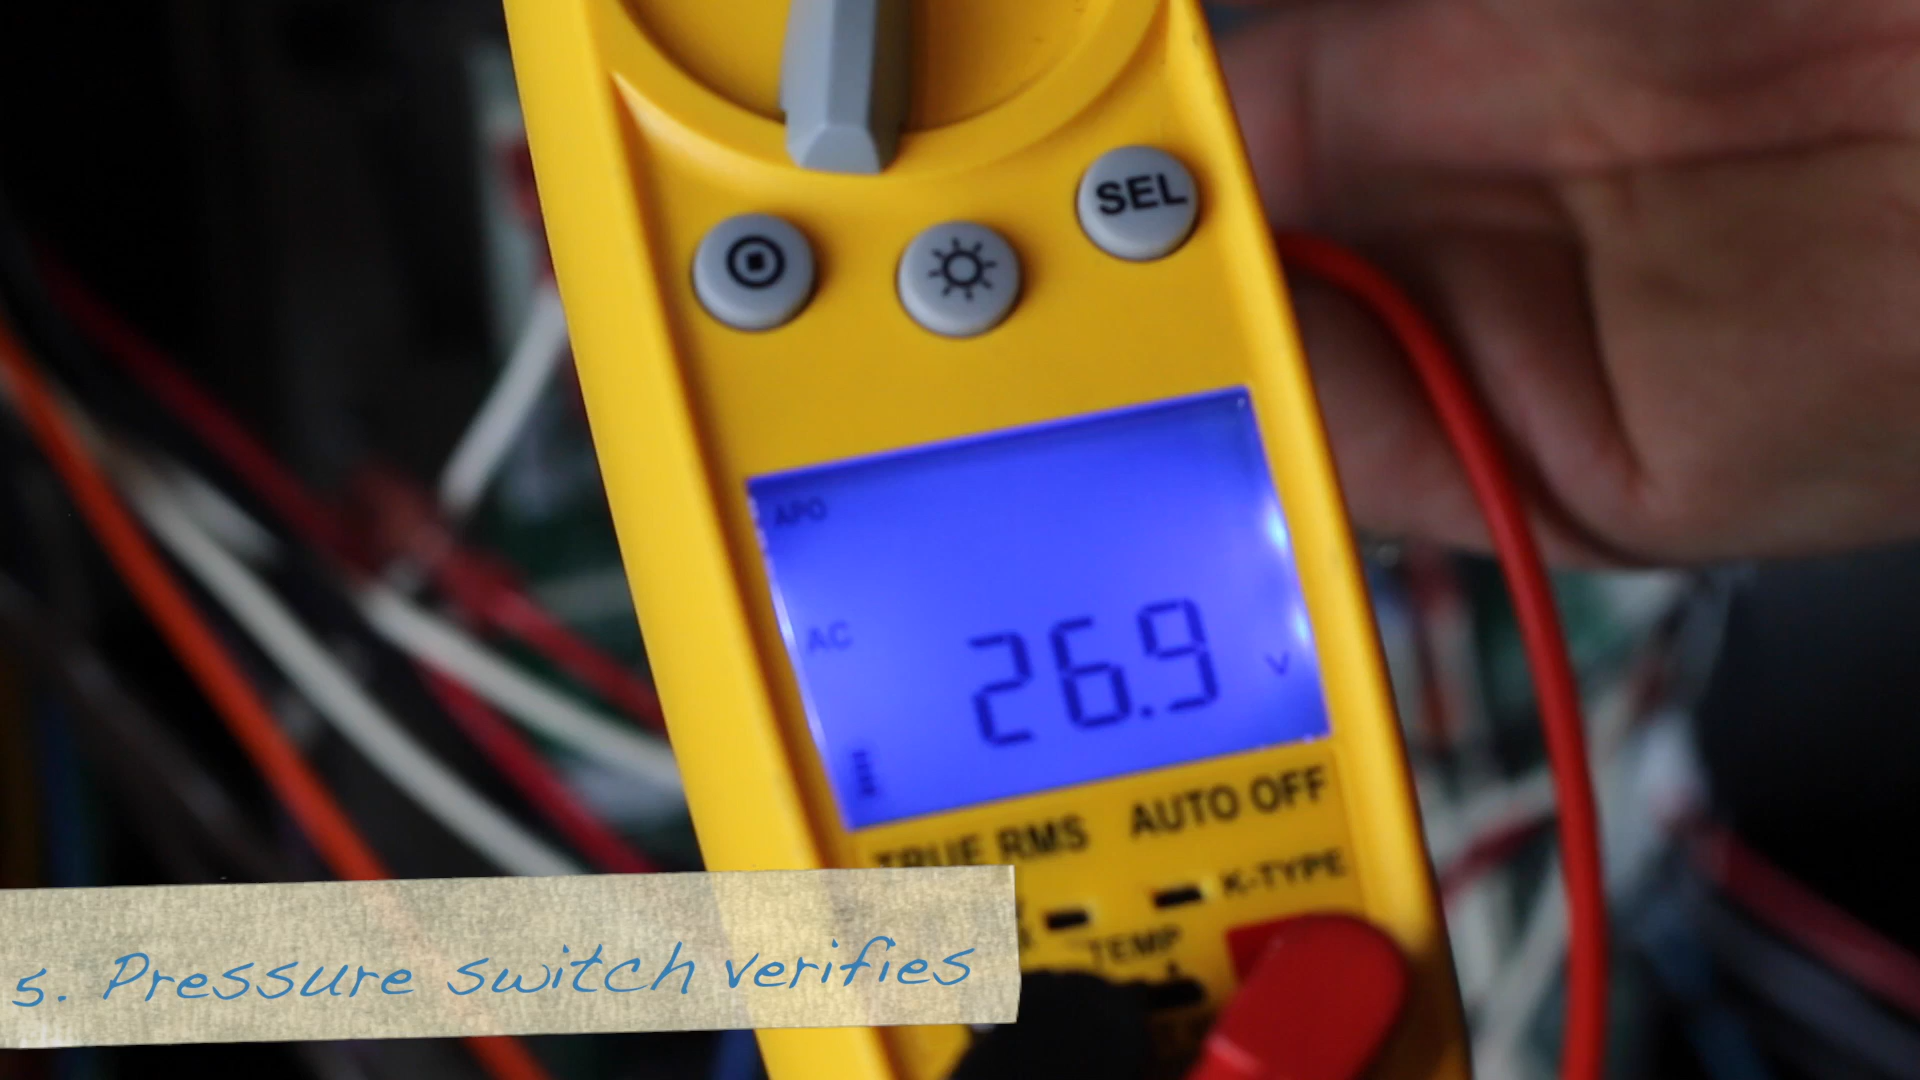 SEL
APO
AC
26.9
V
TRUE RMS AUTO OFF
K-TYPE
TEMP
5. Pressure switch verifies